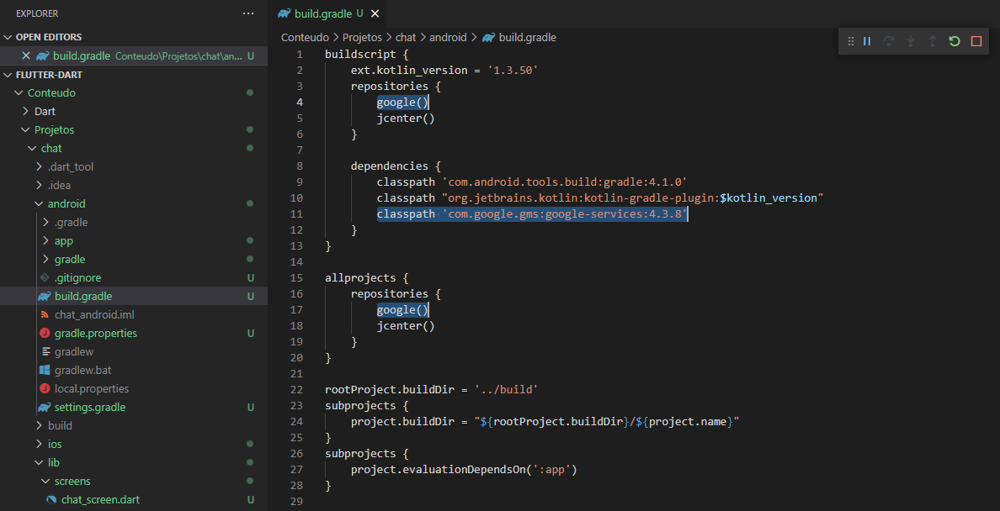 EXPLORER ...
OPEN EDITORS
build.gradle Conteudo\Projetos\chat\an... U
FLUTTER-DART
Conteudo
Dart
Projetos
chat
.dart_tool
.idea
android
.gradle
app
gradle
.gitignore U
build.gradle U
chat_android.iml
gradle.properties U
gradlew
gradlew.bat
local.properties
settings.gradle U
build
ios
lib
screens
chat_screen.dart U
build.gradle U
Conteudo > Projetos > chat > android > build.gradle
1 buildscript {
2     ext.kotlin_version = '1.3.50'
3     repositories {
4         google()
5         jcenter()
6     }
7
8     dependencies {
9         classpath 'com.android.tools.build:gradle:4.1.0'
10         classpath "org.jetbrains.kotlin:kotlin-gradle-plugin:$kotlin_version"
11         classpath 'com.google.gms:google-services:4.3.8'
12     }
13 }
14
15 allprojects {
16     repositories {
17         google()
18         jcenter()
19     }
20 }
21
22 rootProject.buildDir = '../build'
23 subprojects {
24     project.buildDir = "${rootProject.buildDir}/${project.name}"
25 }
26 subprojects {
27     project.evaluationDependsOn(':app')
28 }
29